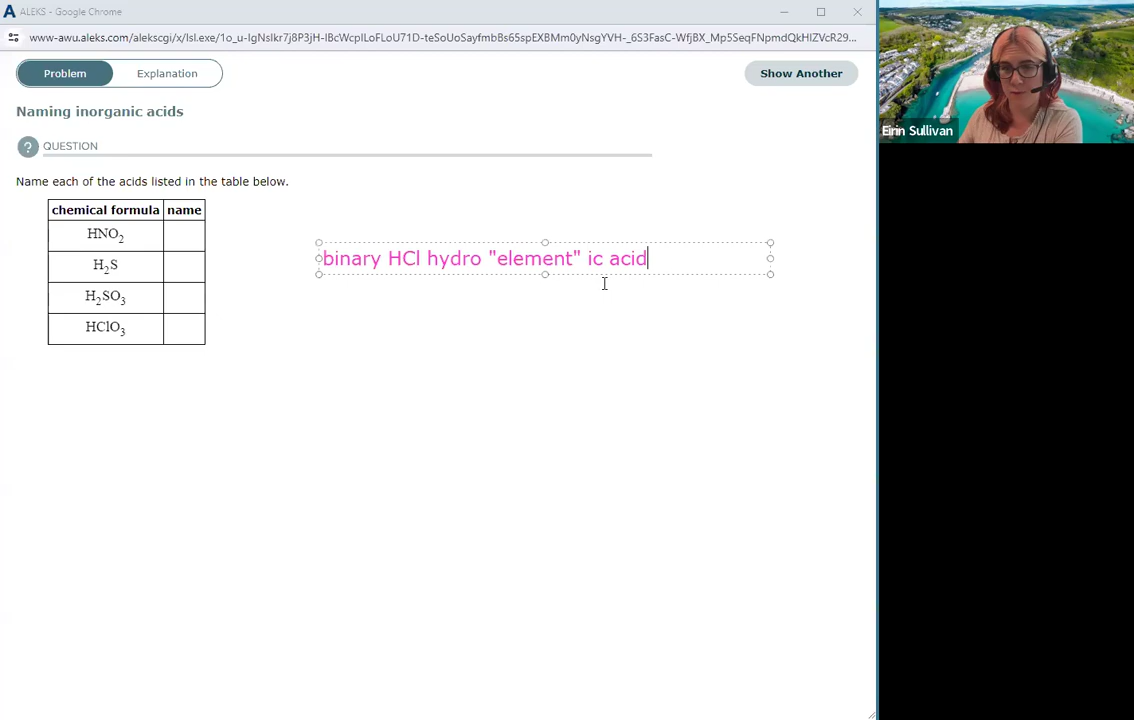 ALEKS - Google Chrome
www-awu.aleks.com/alekscgi/x/lsl.exe/1o_u-IgNsIkr7j8P3jH-lBcWcplLoFLoU71D-teSoUoSayfmbBs65spEXBMm0yNsgYVH-_6S3FasC-WfjBX_Mp5SeqFNpmdQkHIZVcR29...
Problem
Explanation
Show Another
Naming inorganic acids
? QUESTION
Name each of the acids listed in the table below.
chemical formula name
HNO2
H2S
H2SO3
HClO3
binary HCl hydro "element" ic acid
Eirin Sullivan